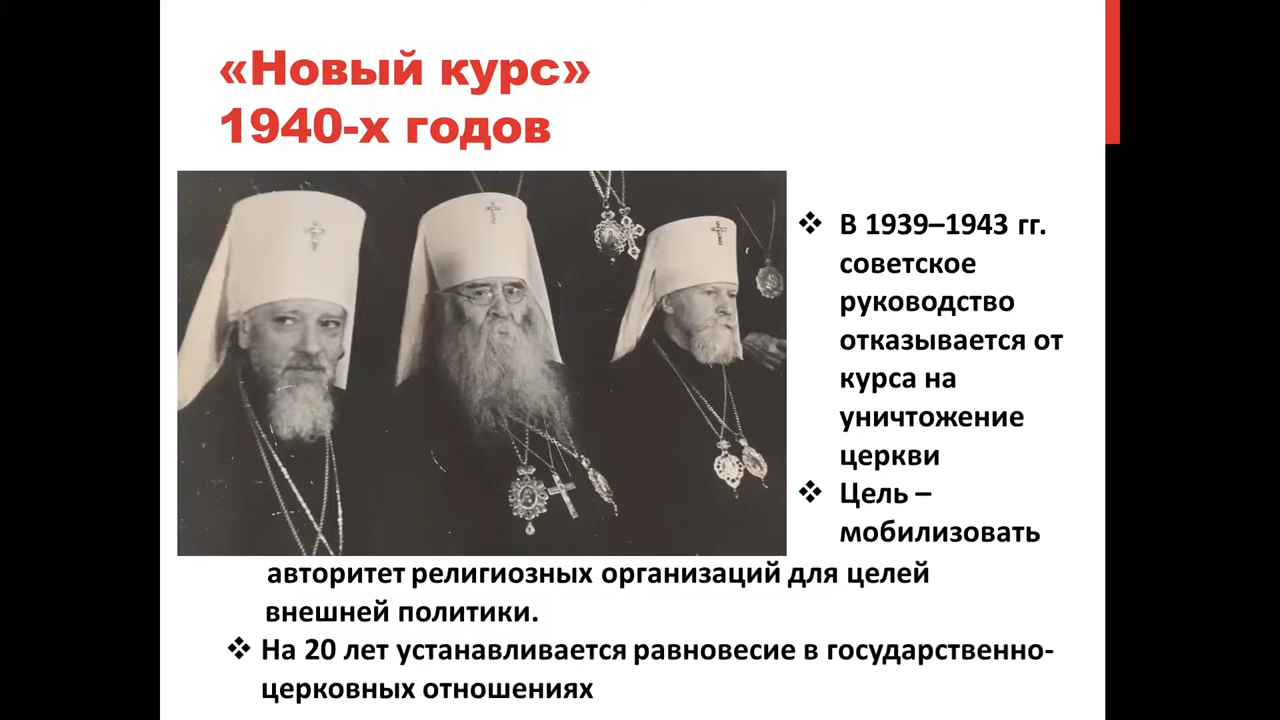 «Новый курс»
1940-х годов
❖ В 1939–1943 гг.
советское
руководство
отказывается от
курса на
уничтожение
церкви
❖ Цель –
мобилизовать
авторитет религиозных организаций для целей
внешней политики.
❖ На 20 лет устанавливается равновесие в государственно-
церковных отношениях